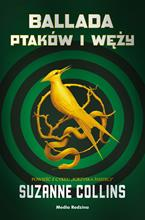 BALLADA
PTAKÓW I WĘŻY
POWIEŚĆ Z CYKLU „IGRZYSKA ŚMIERCI”
SUZANNE COLLINS
Media Rodzina